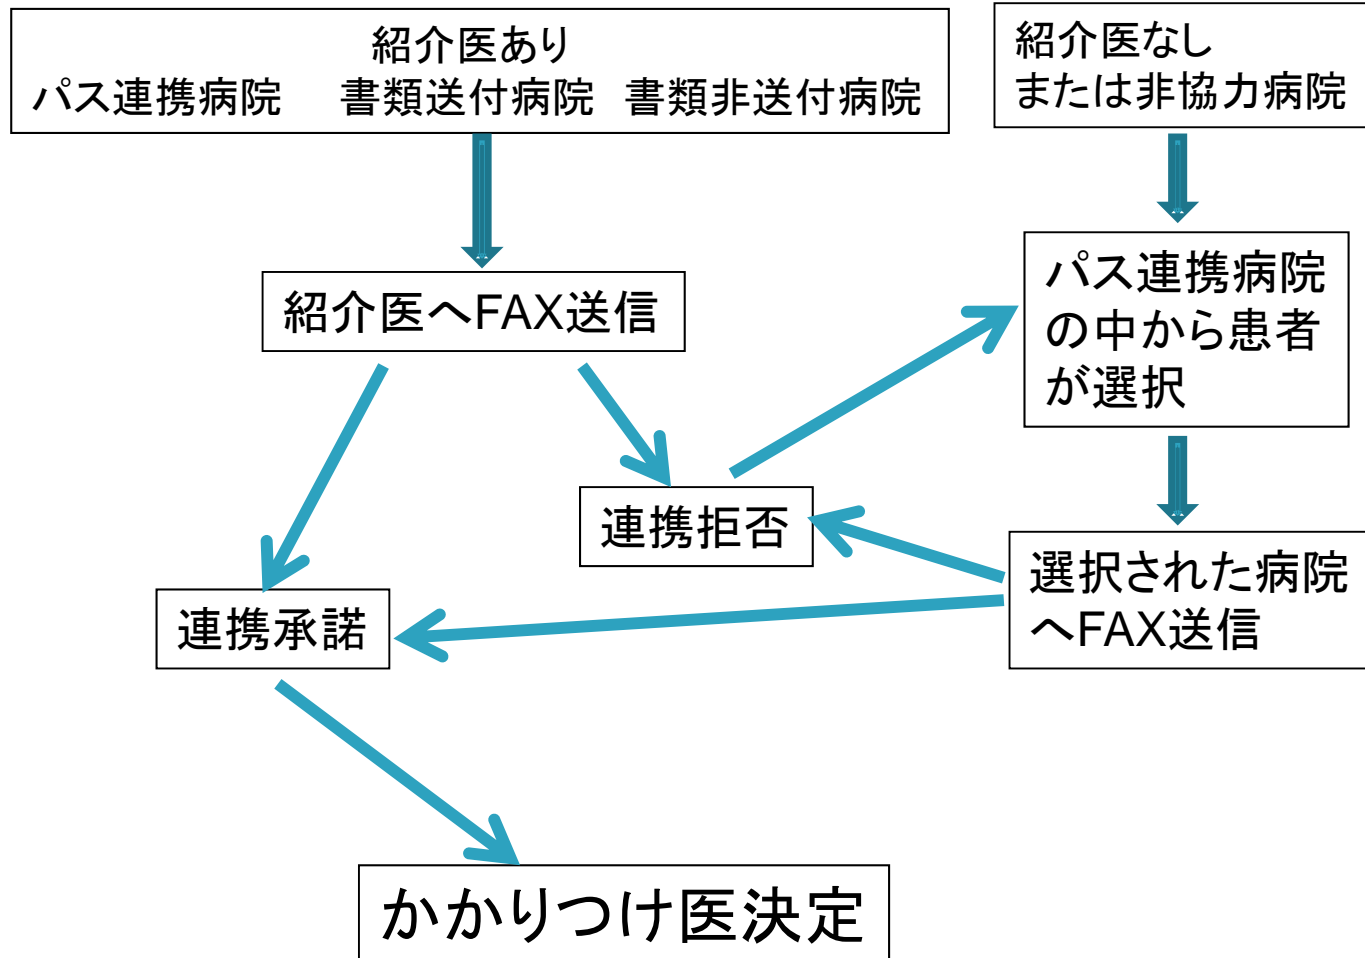 紹介医あり
パス連携病院 書類送付病院 書類非送付病院
紹介医なし
または非協力病院
紹介医へFAX送信
パス連携病院
の中から患者
が選択
連携拒否
選択された病院
へFAX送信
連携承諾
かかりつけ医決定